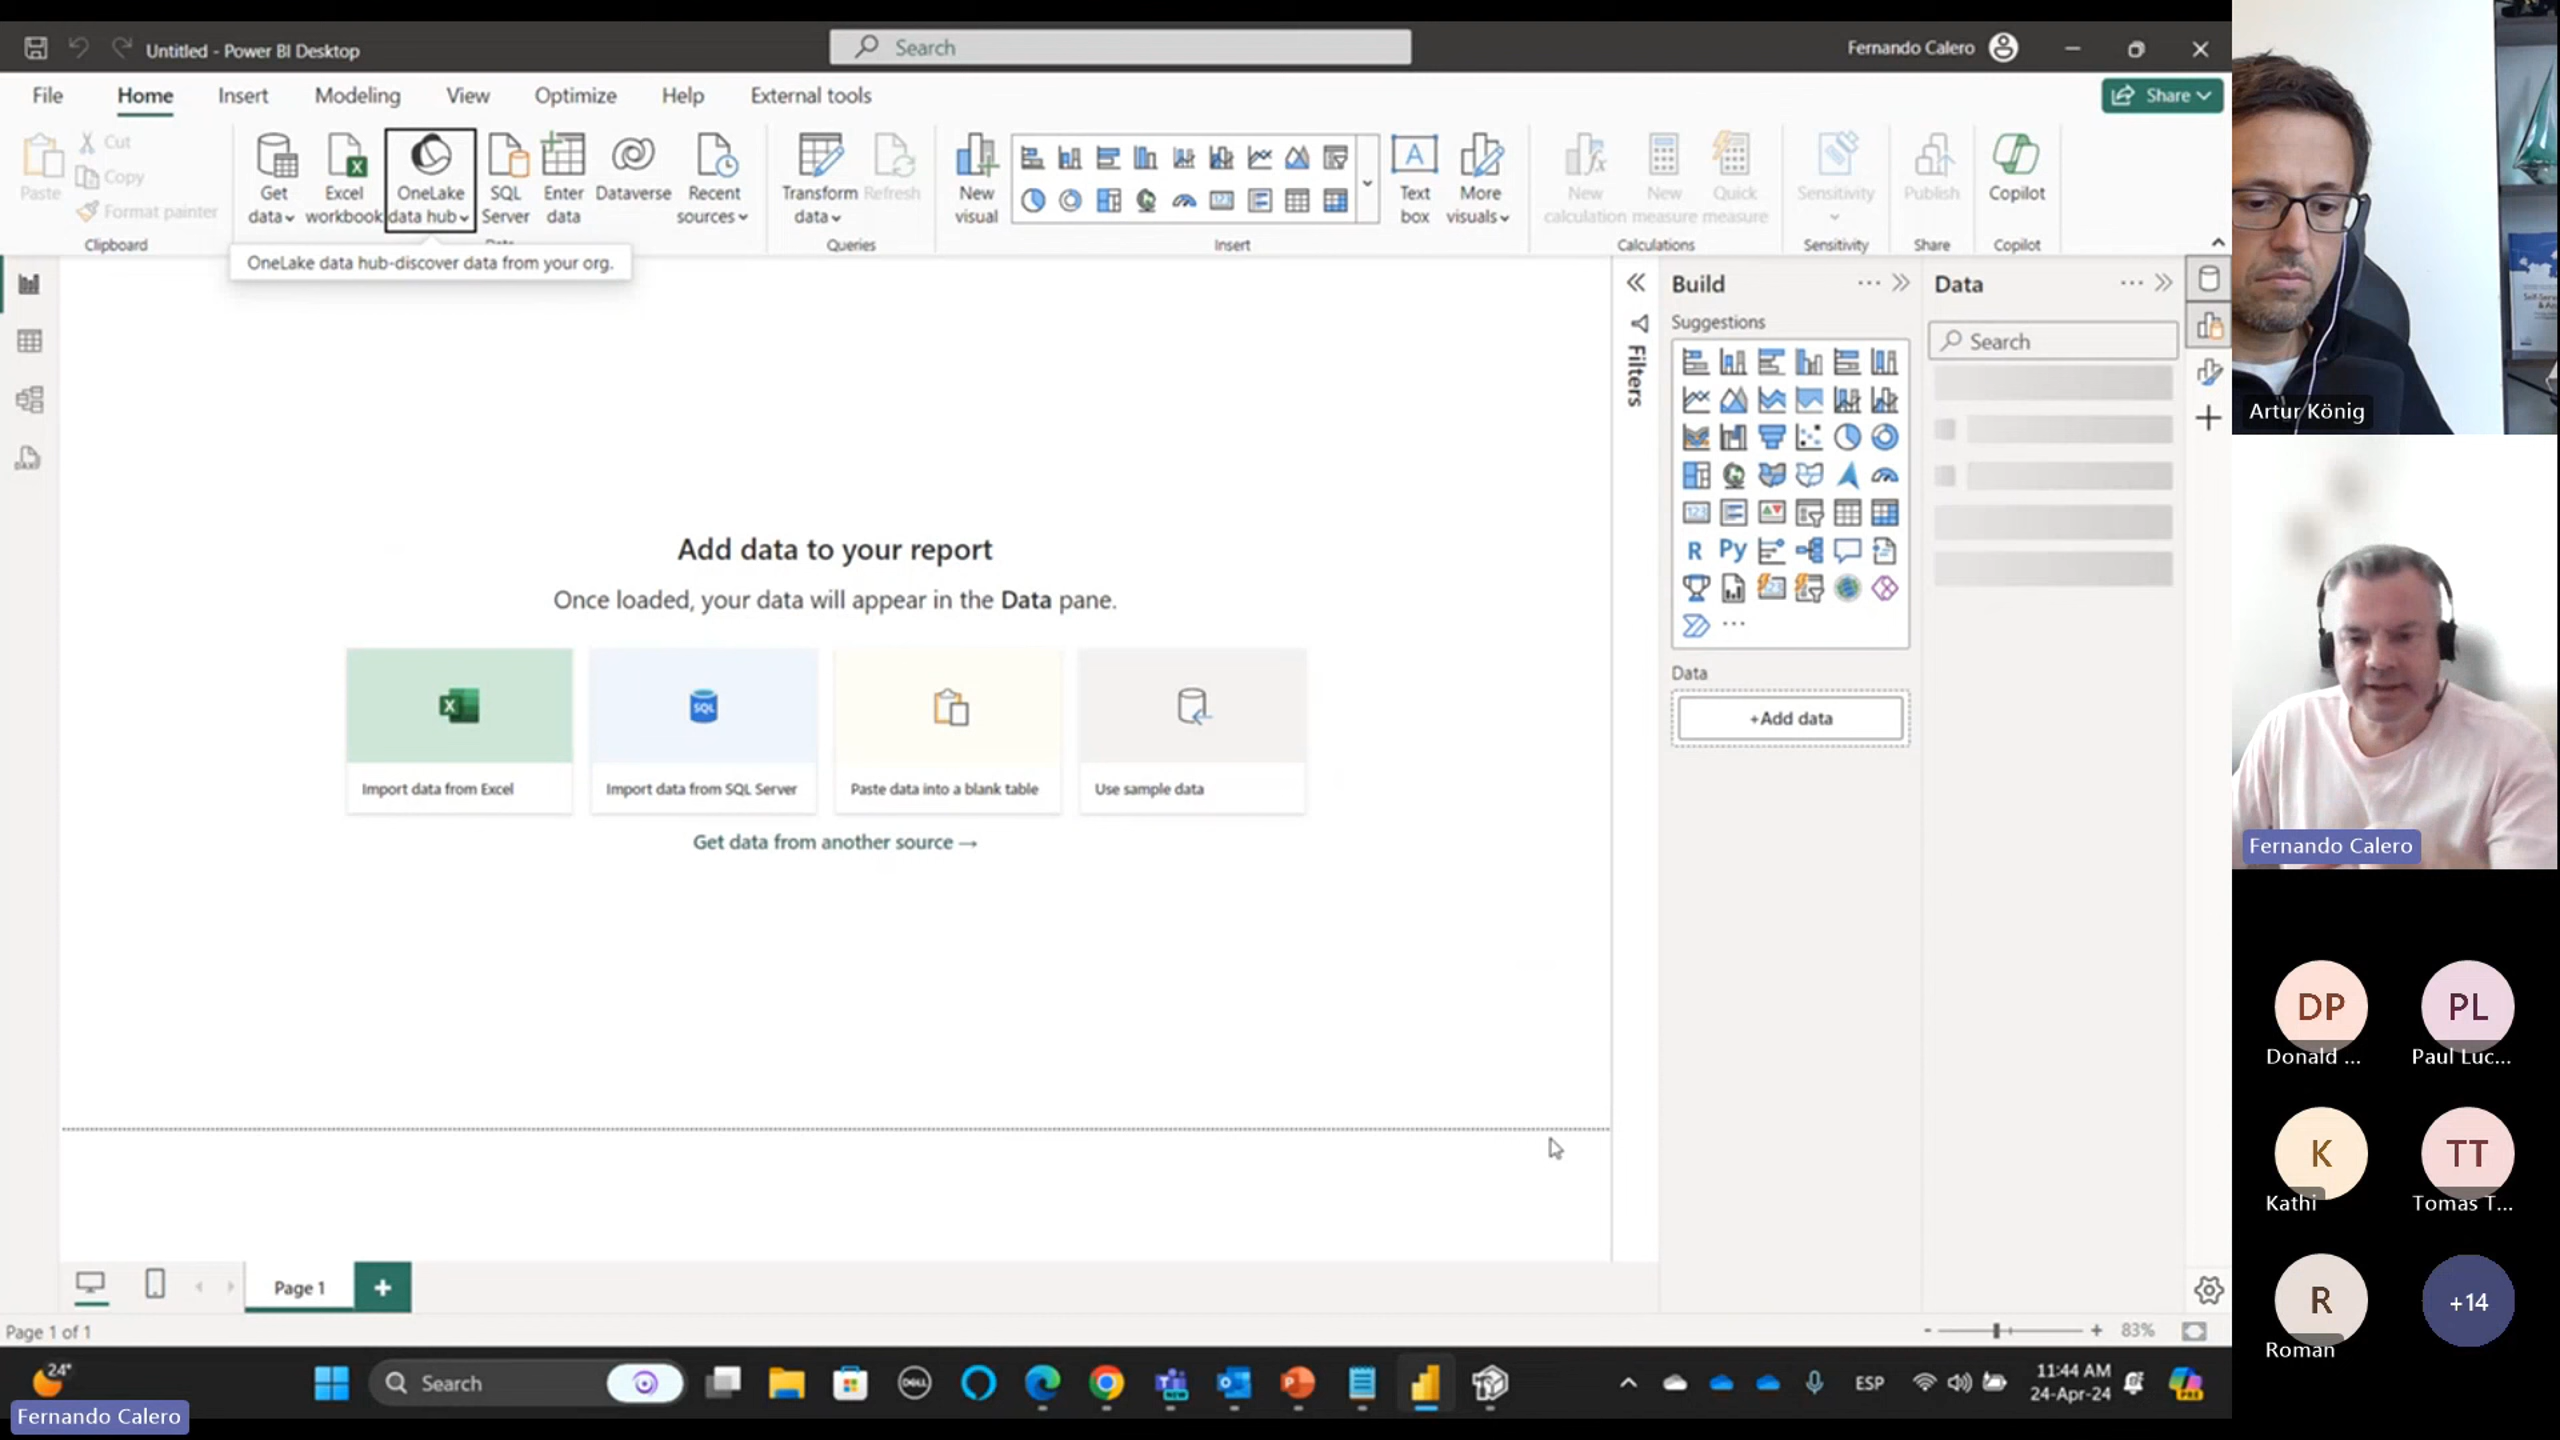 Untitled - Power BI Desktop
Search
Fernando Calero
File
Home
Insert
Modeling
View
Optimize
Help
External tools
Share
Paste
Cut
Copy
Format painter
Clipboard
Get data
Excel workbook
OneLake data hub
SQL Server
Enter data
Dataverse
Recent sources
Transform data
Refresh
Queries
New visual
Text box
More visuals
Insert
New calculation
New measure
Quick measure
Calculations
Sensitivity
Sensitivity
Publish
Share
Copilot
Copilot
OneLake data hub-discover data from your org.
Add data to your report
Once loaded, your data will appear in the Data pane.
Import data from Excel
Import data from SQL Server
Paste data into a blank table
Use sample data
Get data from another source →
Filters
Build
Suggestions
R
Py
123
Data
+Add data
Data
Search
Page 1
Page 1 of 1
- + 83%
24°
Search
ESP
11:44 AM
24-Apr-24
Fernando Calero
Artur König
Fernando Calero
DP
Donald ...
PL
Paul Luc...
K
Kathi
TT
Tomas T...
R
Roman
+14